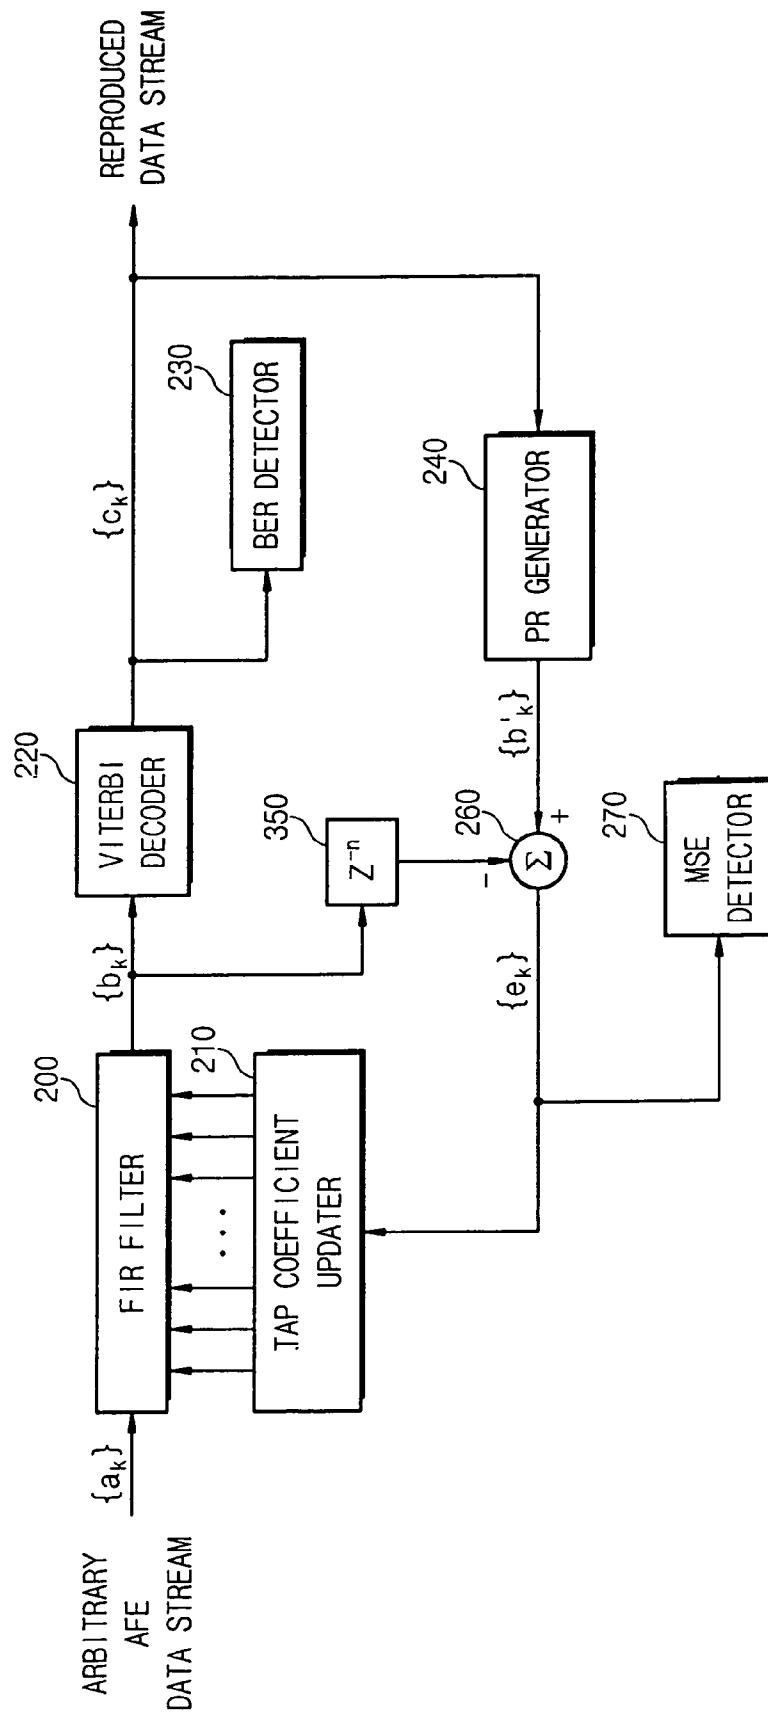 ARBITRARY
AFE
DATA STREAM
{a_k}
200
FIR FILTER
{b_k}
220
VITERBI
DECODER
{c_k}
REPRODUCED
DATA STREAM
210
TAP COEFFICIENT
UPDATER
...
350
Z^-n
230
BER DETECTOR
{e_k}
-
Σ
260
+
{b'_k}
240
PR GENERATOR
270
MSE
DETECTOR